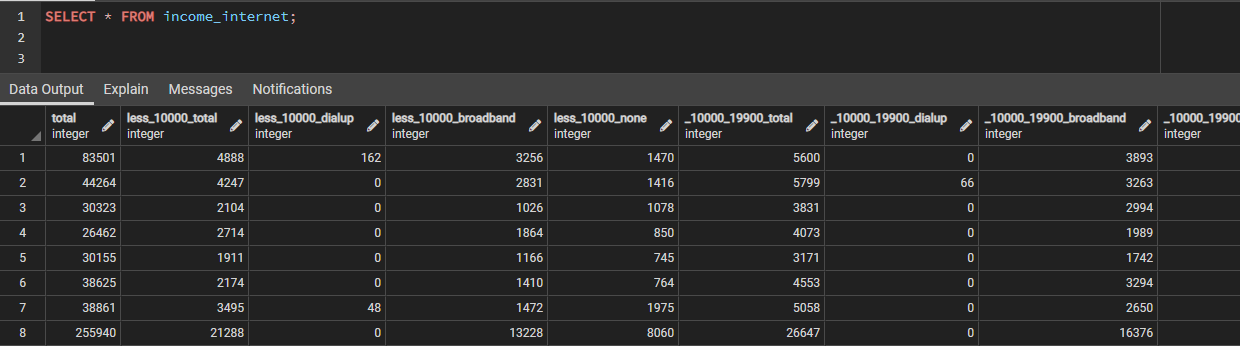 1 SELECT * FROM income_internet;
2
3
Data Output Explain Messages Notifications
total less_10000_total less_10000_dialup less_10000_broadband less_10000_none _10000_19900_total _10000_19900_dialup _10000_19900_broadband _10000_19900
integer integer integer integer integer integer integer integer integer
1 83501 4888 162 3256 1470 5600 0 3893
2 44264 4247 0 2831 1416 5799 66 3263
3 30323 2104 0 1026 1078 3831 0 2994
4 26462 2714 0 1864 850 4073 0 1989
5 30155 1911 0 1166 745 3171 0 1742
6 38625 2174 0 1410 764 4553 0 3294
7 38861 3495 48 1472 1975 5058 0 2650
8 255940 21288 0 13228 8060 26647 0 16376